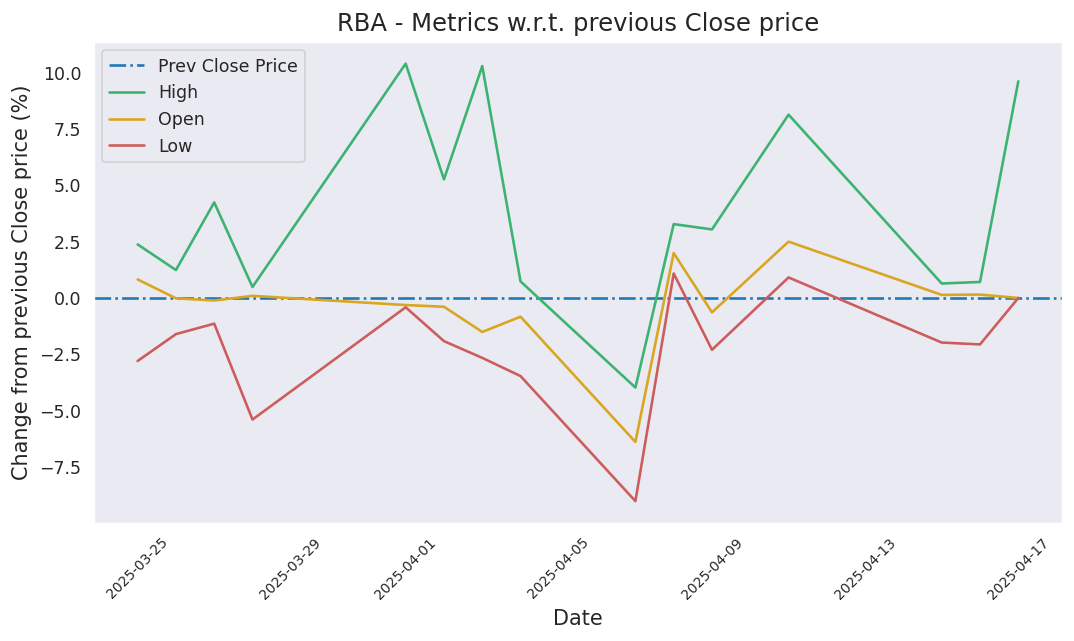 RBA - Metrics w.r.t. previous Close price
Change from previous Close price (%)
10.0
7.5
5.0
2.5
0.0
−2.5
−5.0
−7.5
Prev Close Price
High
Open
Low
2025-03-25
2025-03-29
2025-04-01
2025-04-05
2025-04-09
2025-04-13
2025-04-17
Date